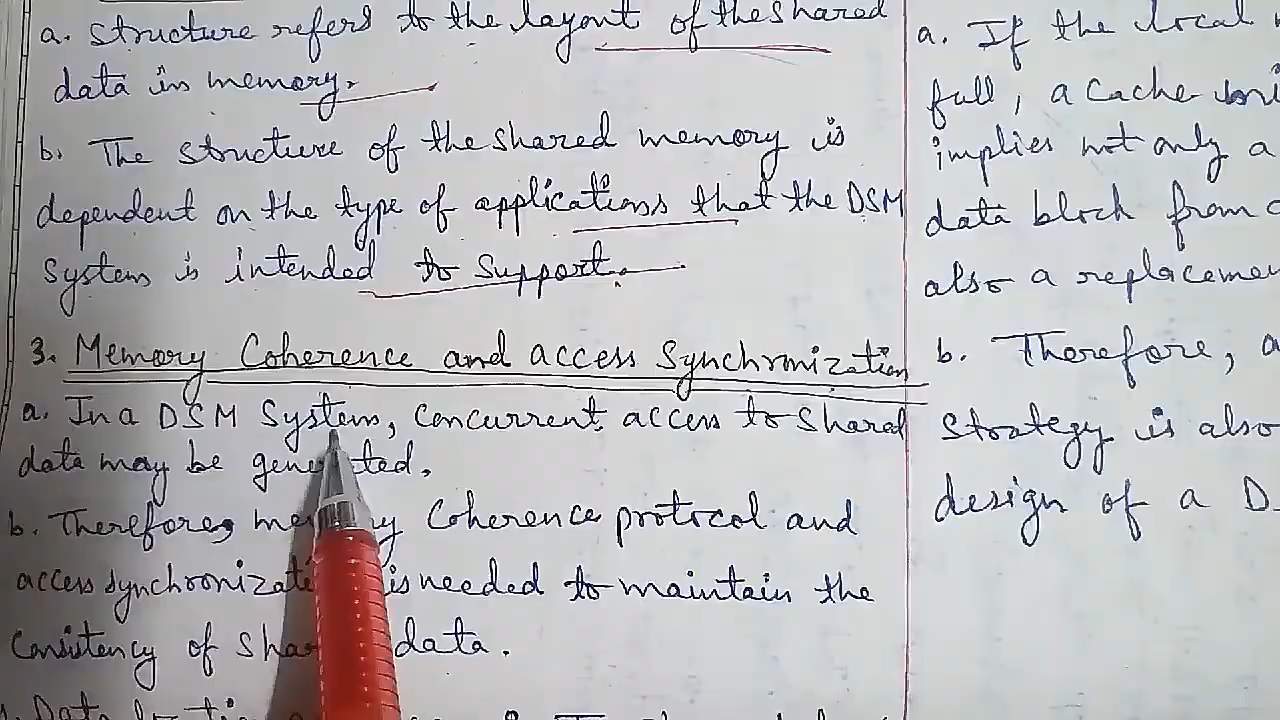 a. Structure refers to the layout of the shared
data in memory.
b. The structure of the shared memory is
dependent on the type of applications that the DSM
System is intended to support.
3. Memory Coherence and access Synchronization
a. In a DSM System, concurrent access to shared
data may be generated.
b. Therefore, memory Coherence protocol and
access synchronization is needed to maintain the
Consistency of Shared data.
a. If the local
full, a Cache
implies not only a
data block from
also a replacement
b. Therefore, a
Strategy is also
design of a D